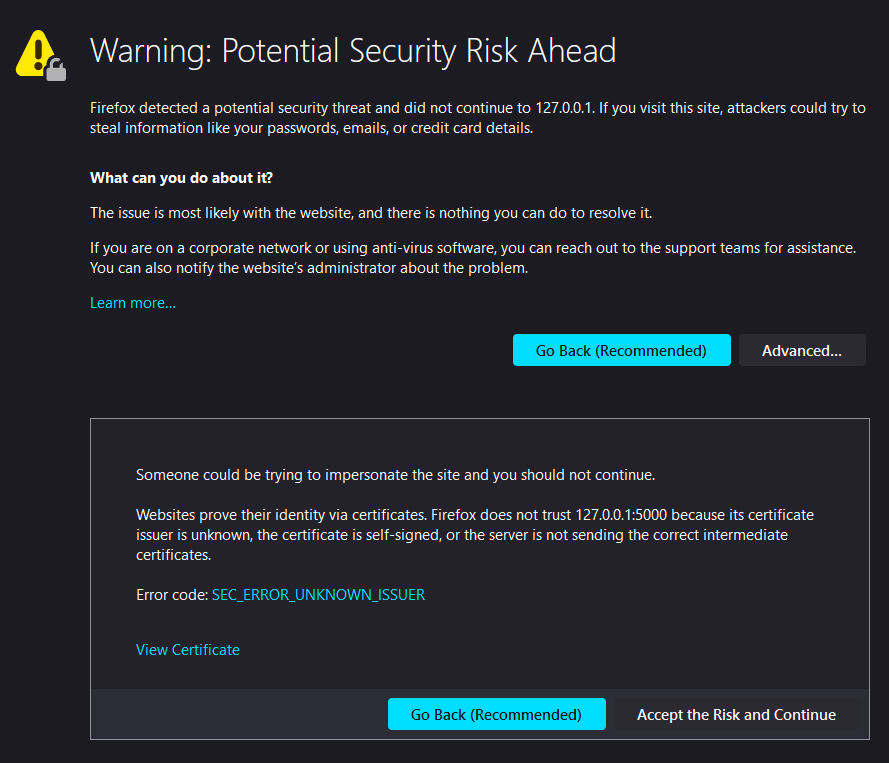 Warning: Potential Security Risk Ahead
Firefox detected a potential security threat and did not continue to 127.0.0.1. If you visit this site, attackers could try to
steal information like your passwords, emails, or credit card details.
What can you do about it?
The issue is most likely with the website, and there is nothing you can do to resolve it.
If you are on a corporate network or using anti-virus software, you can reach out to the support teams for assistance.
You can also notify the website’s administrator about the problem.
Learn more…
Go Back (Recommended)
Advanced...
Someone could be trying to impersonate the site and you should not continue.
Websites prove their identity via certificates. Firefox does not trust 127.0.0.1:5000 because its certificate
issuer is unknown, the certificate is self-signed, or the server is not sending the correct intermediate
certificates.
Error code: SEC_ERROR_UNKNOWN_ISSUER
View Certificate
Go Back (Recommended)
Accept the Risk and Continue